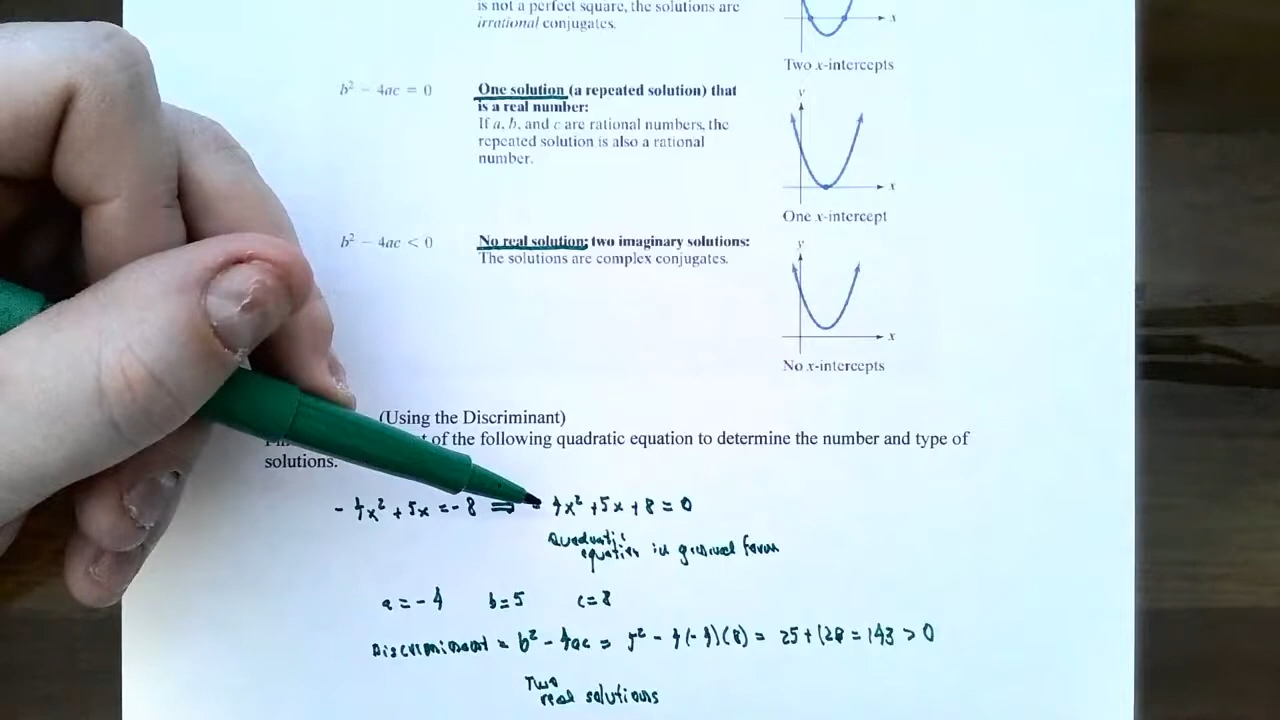 is not a perfect square, the solutions are
irrational conjugates.
x
Two x-intercepts
b² − 4ac = 0
One solution (a repeated solution) that
is a real number:
If a, b, and c are rational numbers, the
repeated solution is also a rational
number.
y
x
One x-intercept
b² − 4ac < 0
No real solution; two imaginary solutions:
The solutions are complex conjugates.
y
x
No x-intercepts
(Using the Discriminant)
of the following quadratic equation to determine the number and type of
solutions.
- 4x² + 5x = - 8 ⇒ - 4x² + 5x + 8 = 0
Quadratic
equation in general form
a = - 4 b = 5 c = 8
Discriminant = b² - 4ac = 5² - 4(-4)(8) = 25 + 128 = 143 > 0
Two
real solutions